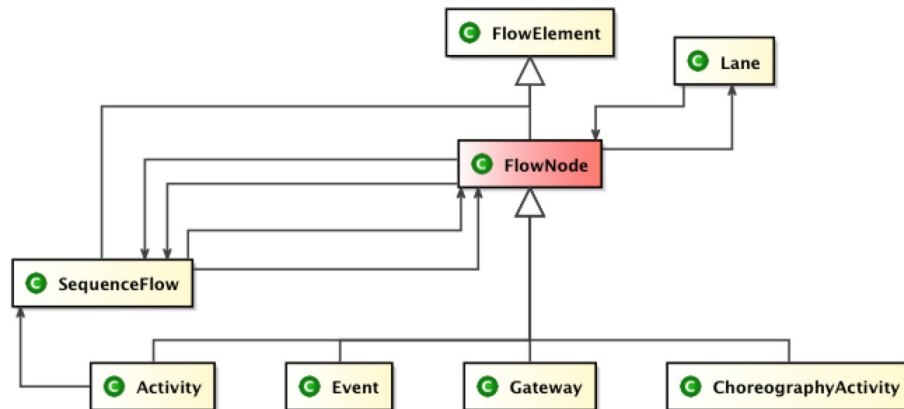 C FlowElement
C Lane
C FlowNode
C SequenceFlow
C Activity
C Event
C Gateway
C ChoreographyActivity